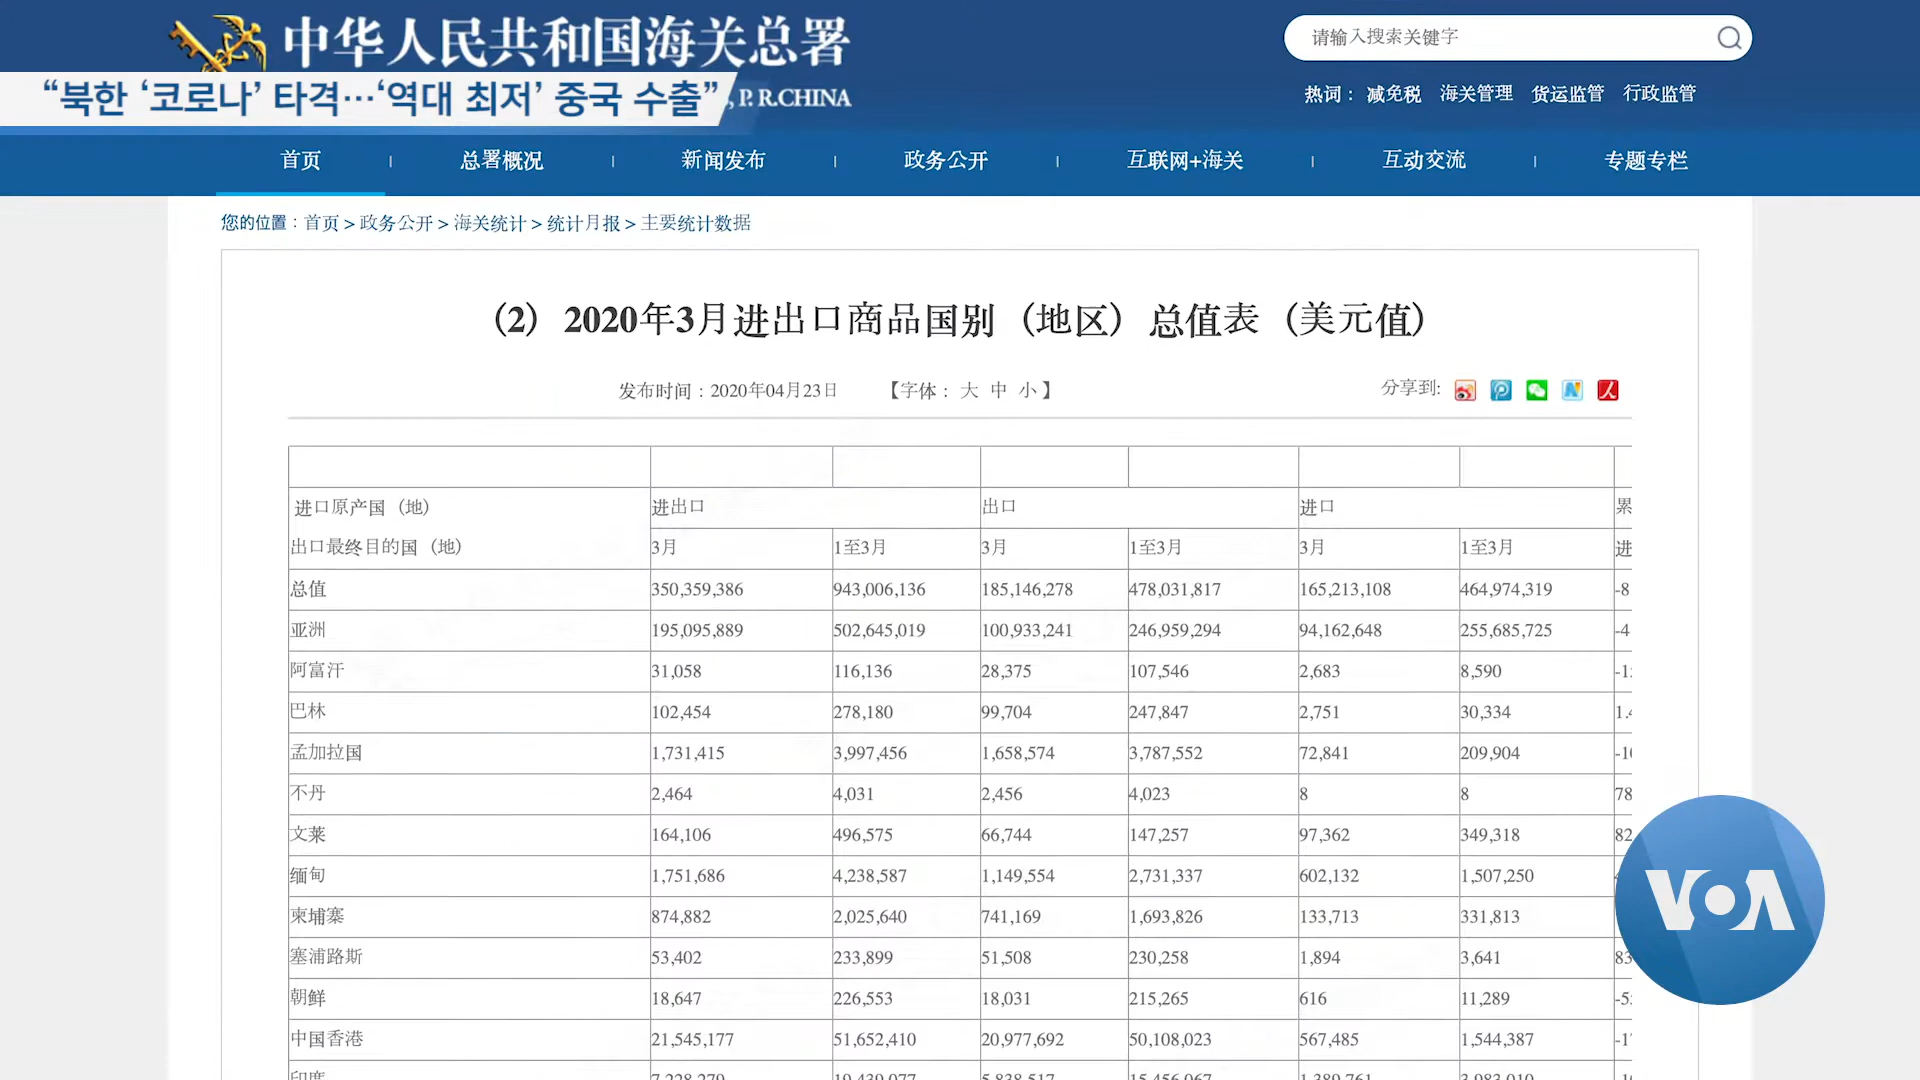 中华人民共和国海关总署
请输入搜索关键字
“북한 ‘코로나’ 타격…‘역대 최저’ 중국 수출”
, P. R.CHINA
热词： 减免税 海关管理 货运监管 行政监管
首页 总署概况 新闻发布 政务公开 互联网+海关 互动交流 专题专栏
您的位置：首页 > 政务公开 > 海关统计 > 统计月报 > 主要统计数据
（2）2020年3月进出口商品国别（地区）总值表（美元值）
发布时间：2020年04月23日 【字体： 大 中 小 】 分享到:
进口原产国（地） 进出口 出口 进口 累
出口最终目的国（地） 3月 1至3月 3月 1至3月 3月 1至3月 进
总值 350,359,386 943,006,136 185,146,278 478,031,817 165,213,108 464,974,319 -8
亚洲 195,095,889 502,645,019 100,933,241 246,959,294 94,162,648 255,685,725 -4
阿富汗 31,058 116,136 28,375 107,546 2,683 8,590
巴林 102,454 278,180 99,704 247,847 2,751 30,334
孟加拉国 1,731,415 3,997,456 1,658,574 3,787,552 72,841 209,904
不丹 2,464 4,031 2,456 4,023 8 8 78
文莱 164,106 496,575 66,744 147,257 97,362 349,318 82
缅甸 1,751,686 4,238,587 1,149,554 2,731,337 602,132 1,507,250
VOA
柬埔寨 874,882 2,025,640 741,169 1,693,826 133,713 331,813
塞浦路斯 53,402 233,899 51,508 230,258 1,894 3,641 83
朝鲜 18,647 226,553 18,031 215,265 616 11,289
中国香港 21,545,177 51,652,410 20,977,692 50,108,023 567,485 1,544,387